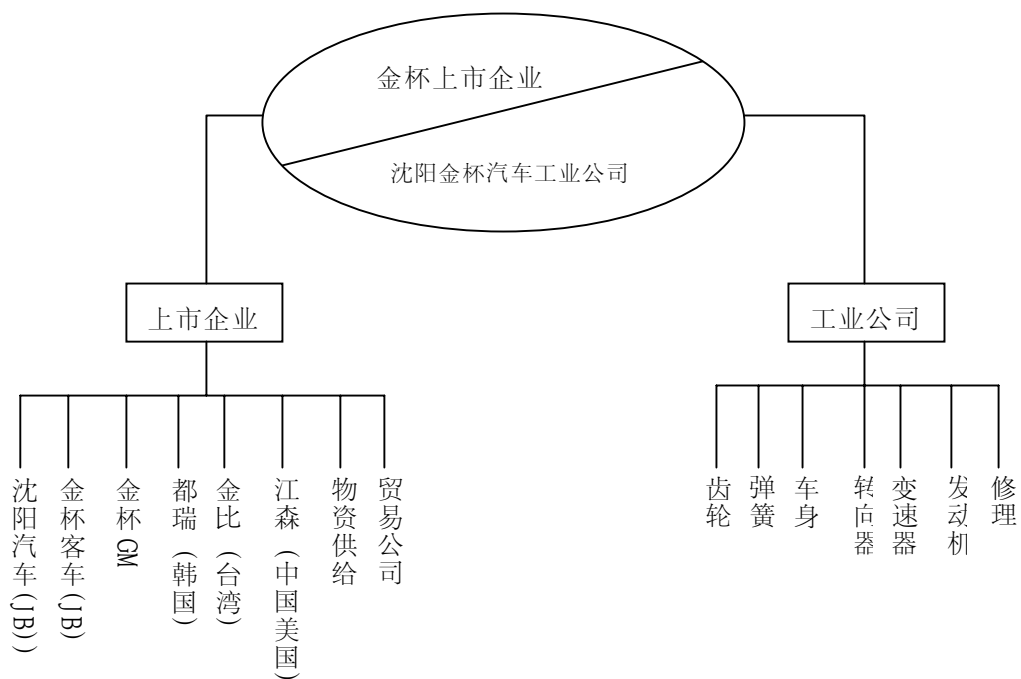 金杯上市企业
沈阳金杯汽车工业公司
上市企业
工业公司
沈阳汽车(JB))
金杯客车(JB)
金杯GM
都瑞（韩国）
金比（台湾）
江森（中国美国）
物资供给
贸易公司
齿轮
弹簧
车身
转向器
变速器
发动机
修理